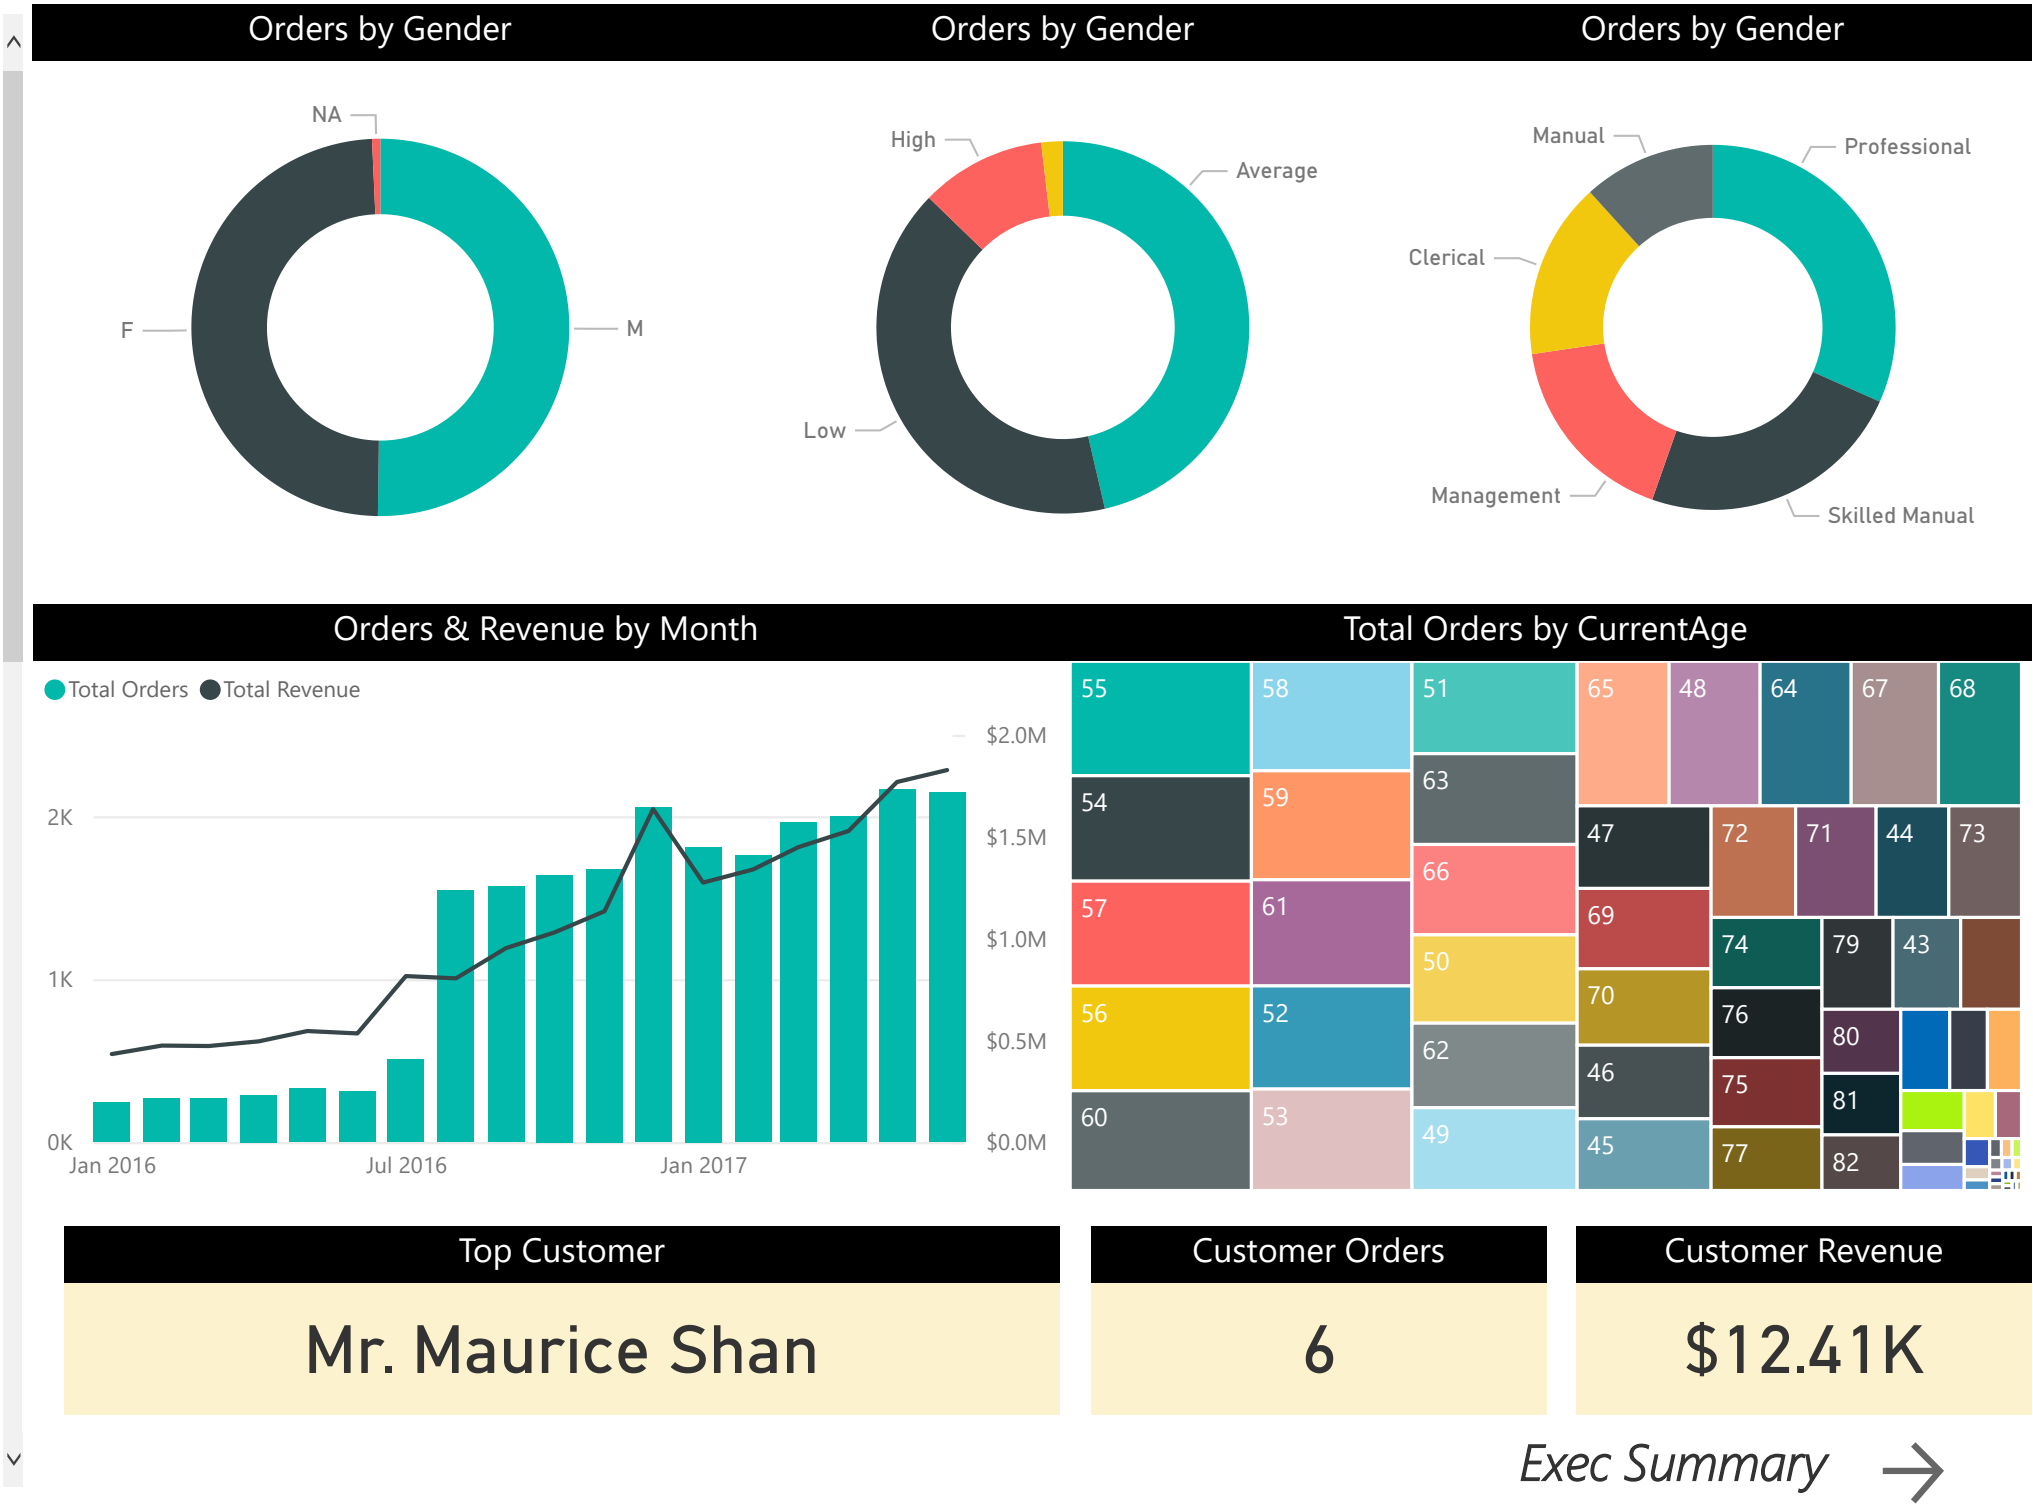 Orders by Gender
Orders by Gender
Orders by Gender
NA
F
M
High
Average
Low
Manual
Professional
Clerical
Management
Skilled Manual
Orders & Revenue by Month
Total Orders Total Revenue
2K
1K
0K
$2.0M
$1.5M
$1.0M
$0.5M
$0.0M
Jan 2016
Jul 2016
Jan 2017
Total Orders by CurrentAge
55
54
57
56
60
58
59
61
52
53
51
63
66
50
62
49
65
48
64
67
68
47
69
70
46
45
72
71
44
73
74
76
75
77
79
43
80
81
82
Top Customer
Mr. Maurice Shan
Customer Orders
6
Customer Revenue
$12.41K
Exec Summary